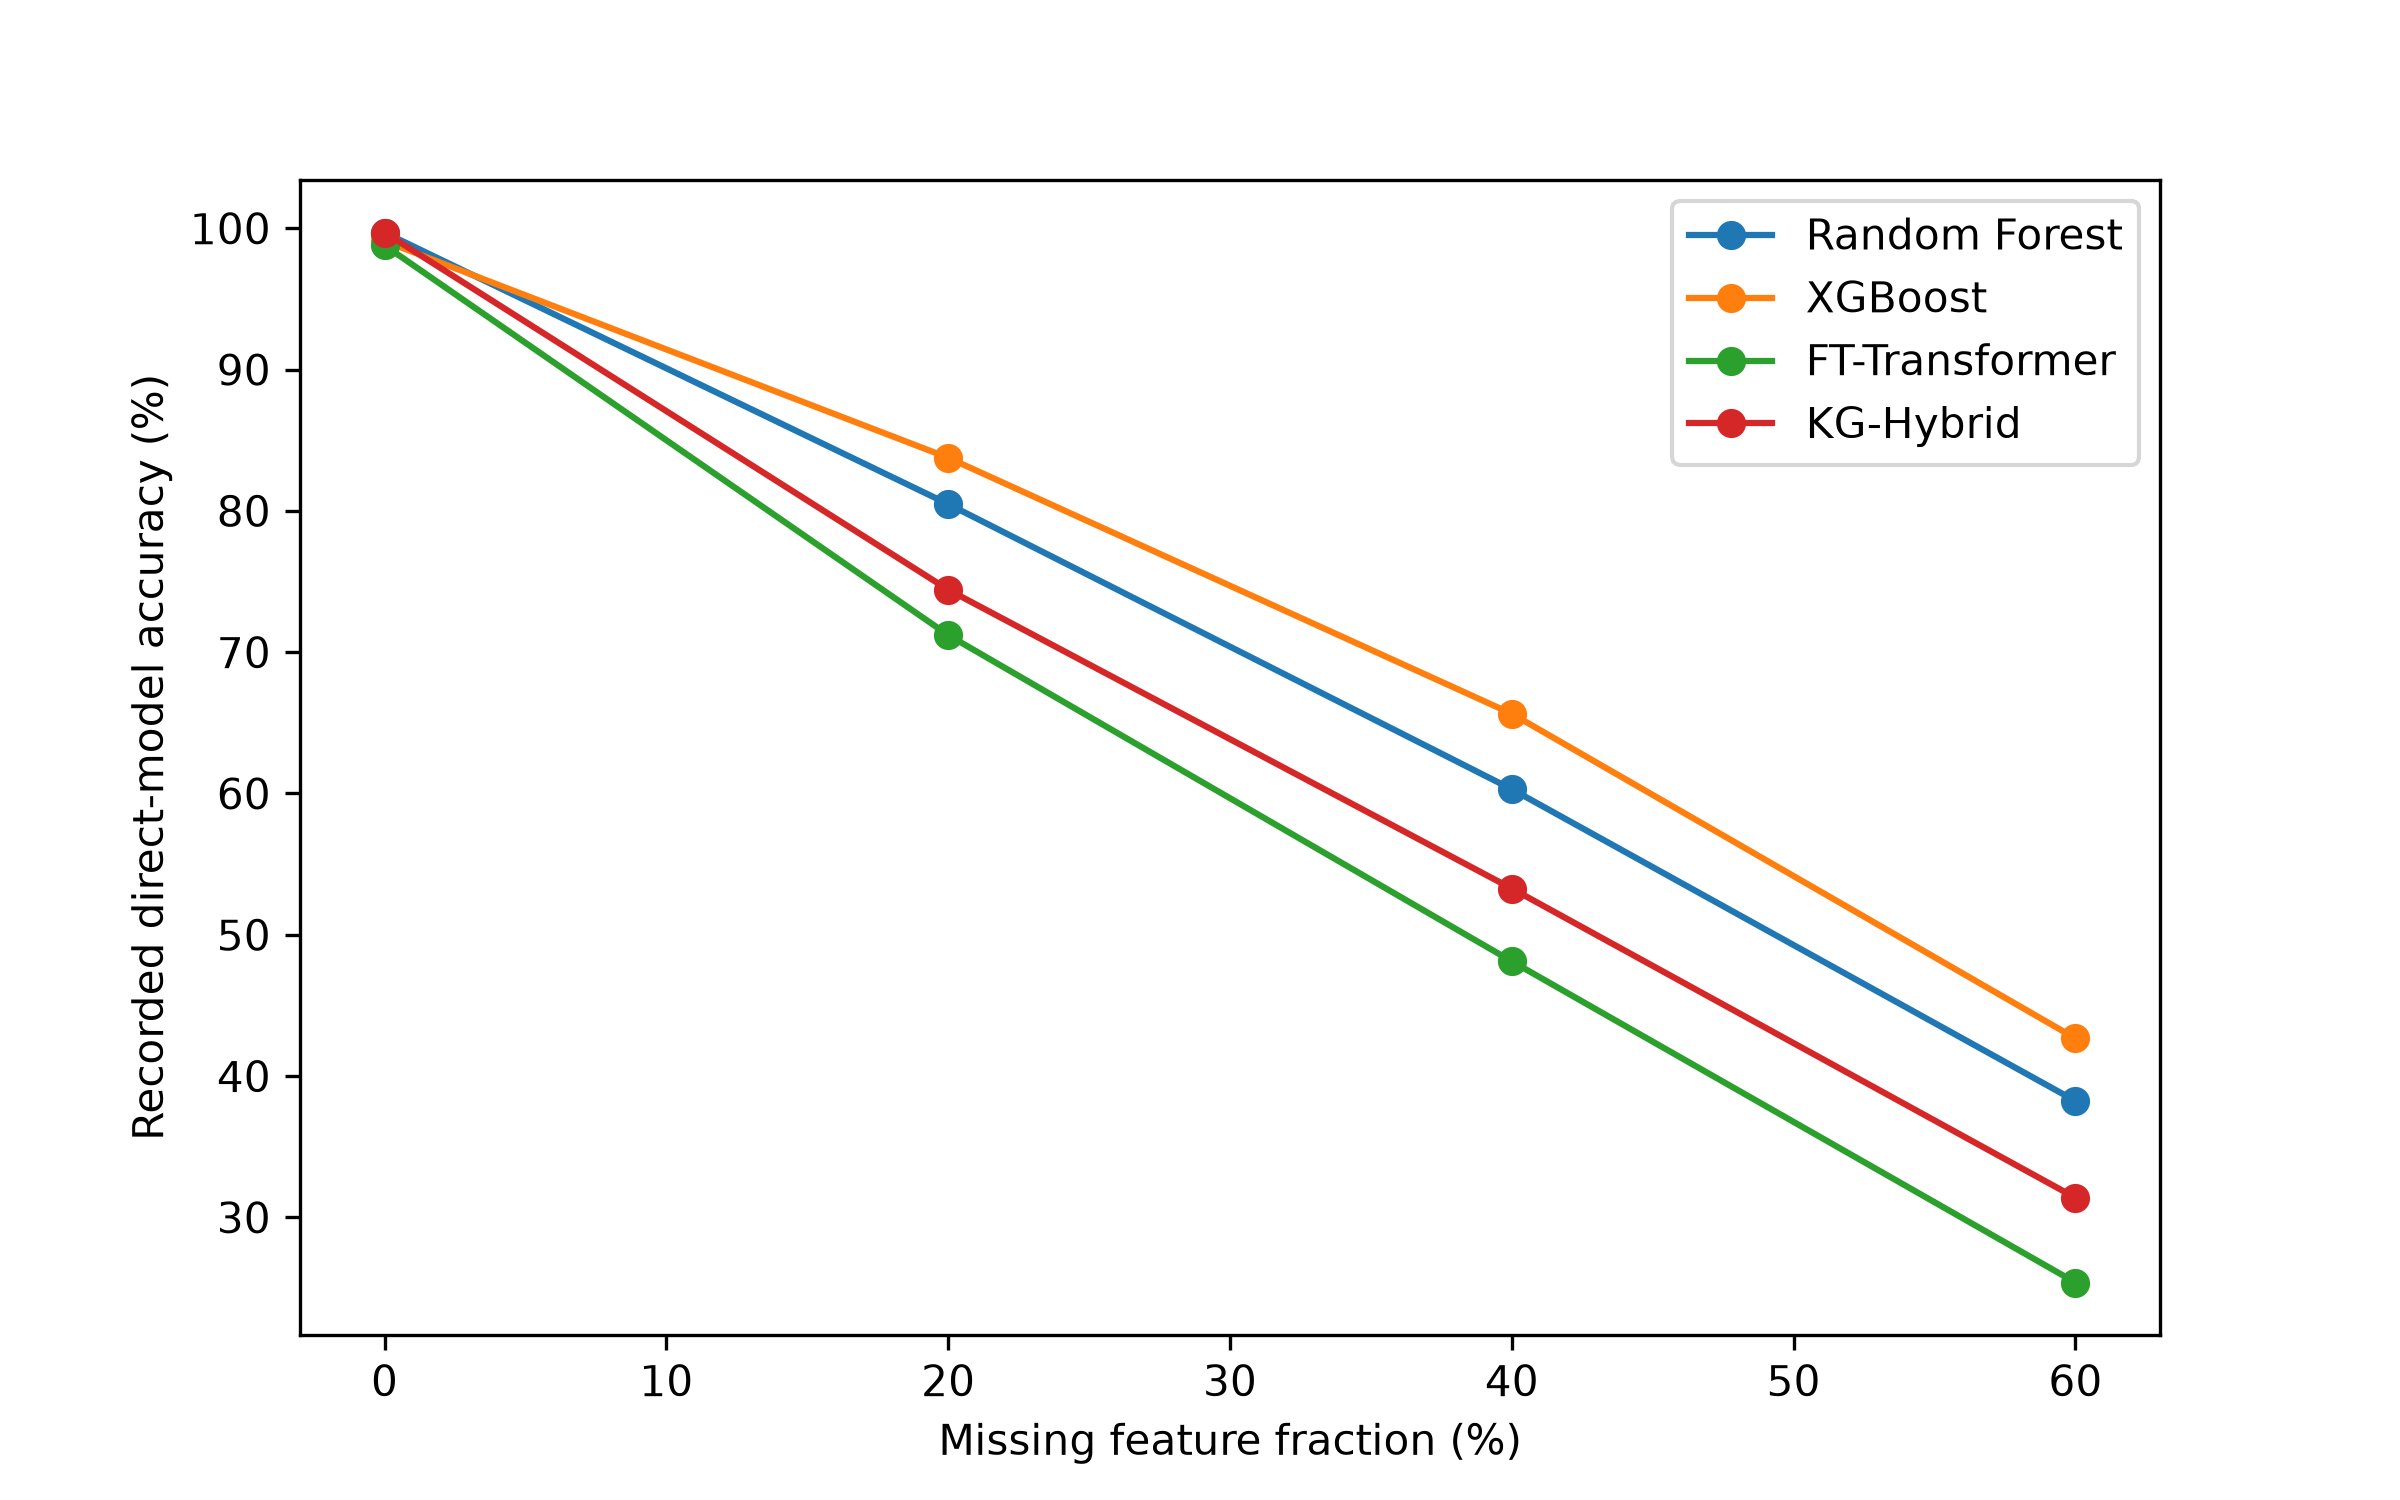 Random Forest
XGBoost
FT-Transformer
KG-Hybrid
Recorded direct-model accuracy (%)
100
90
80
70
60
50
40
30
0 10 20 30 40 50 60
Missing feature fraction (%)